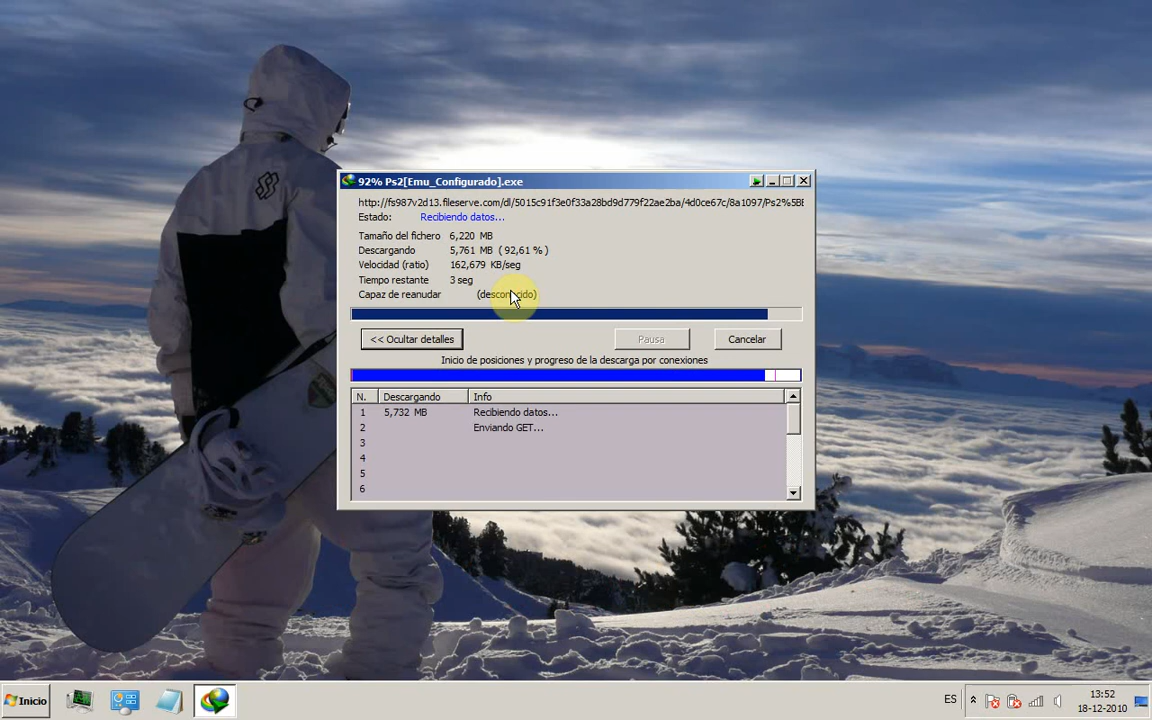 92% Ps2[Emu_Configurado].exe
http://fs987v2d13.fileserve.com/dl/5015c91f3e0f33a28bd9d779f22ae2ba/4d0ce67c/8a1097/Ps2%5BE
Estado: Recibiendo datos...
Tamaño del fichero 6,220 MB
Descargando 5,761 MB ( 92,61 % )
Velocidad (ratio) 162,679 KB/seg
Tiempo restante 3 seg
Capaz de reanudar (desconocido)
<< Ocultar detalles Pausa Cancelar
Inicio de posiciones y progreso de la descarga por conexiones
N. Descargando Info
1 5,732 MB Recibiendo datos...
2 Enviando GET...
3
4
5
6
Inicio ES 13:52
18-12-2010